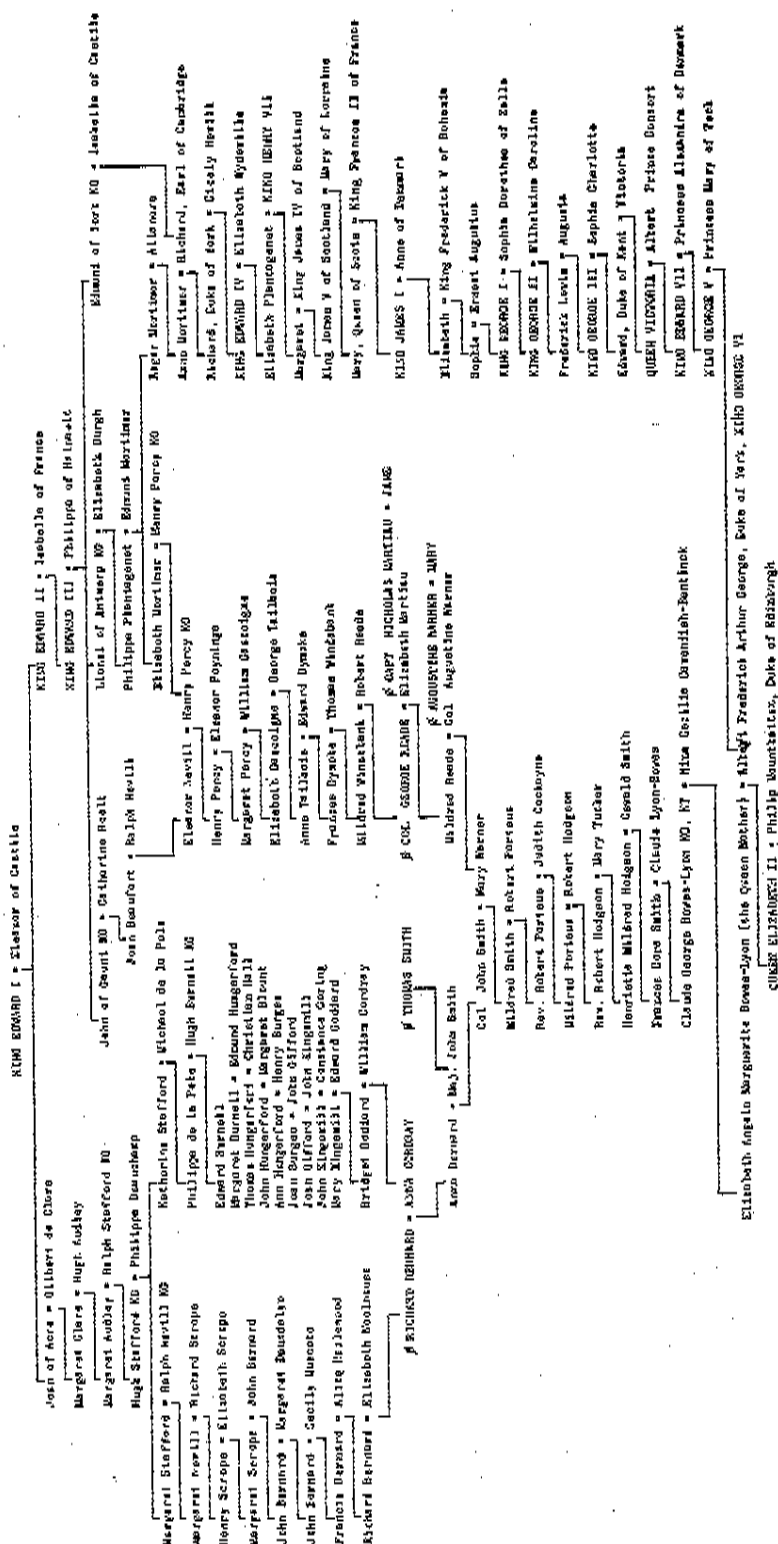 KING EDWARD I = Eleanor of Castile
Joan of Acre = Gilbert de Clare
Margaret Clare = Hugh Audley
Margaret Audley = Ralph Stafford KG
Hugh Stafford KG = Philippa Beauchamp
Margaret Stafford = Ralph Nevill KG
Margaret Nevill = Richard Scrope
Henry Scrope = Elizabeth Scrope
Margaret Scrope = John Bernard
John Bernard = Margaret
John Bernard = Cecily
Francis Bernard = Alice
Richard Bernard = Elizabeth Woolhouse
RICHARD BERNARD = ANNA CORDRAY
Katharine Stafford = Michael de la Pole
Philippa de la Pole = Hugh Burnell KG
Edward Burnell
Margaret Burnell = Edmund Hungerford
Thomas Hungerford = Christian Hall
John Hungerford = Margaret Blount
Ann Hungerford = Henry Burges
Joan Burges = John Gifford
Joan Gifford = John Kingsmill
John Kingsmill = Constance Goring
Mary Kingsmill = Edward Goddard
Bridget Goddard = William Cordray
THOMAS SMITH
Anna Bernard = Maj. John Smith
KING EDWARD II = Isabella of France
KING EDWARD III = Philippa of Hainault
John of Gaunt KG = Catherine Roelt
Joan Beaufort = Ralph Nevill
Eleanor Nevill = Henry Percy KG
Henry Percy = Eleanor Poynings
Margaret Percy = William Gascoigne
Elizabeth Gascoigne = George Tailbois
Anne Tailbois = Edward Dymoke
Frances Dymoke = Thomas Windebank
Mildred Windebank = Robert Reade
CAPT NICHOLAS MARTIAU = JANE
COL. GEORGE READE = Elizabeth Martiau
AUGUSTINE WARNER = MARY
Mildred Reade = Col Augustine Warner
Lionel of Antwerp KG = Elizabeth Burgh
Philippa Plantagenet = Edmund Mortimer
Elizabeth Mortimer = Henry Percy KG
Edmund of York KG = Isabella of Castile
Roger Mortimer = Alianore
Anne Mortimer = Richard, Earl of Cambridge
Richard, Duke of York = Cicely Nevill
KING EDWARD IV = Elizabeth Wydeville
Elizabeth Plantagenet = KING HENRY VII
Margaret = King James IV of Scotland
King James V of Scotland = Mary of Lorraine
Mary, Queen of Scots = King Francis II of France
KING JAMES I = Anne of Denmark
Elizabeth = King Frederick V of Bohemia
Sophia = Ernest Augustus
KING GEORGE I = Sophia Dorothea of Zelle
KING GEORGE II = Wilhelmina Caroline
Frederick Lewis = Augusta
KING GEORGE III = Sophia Charlotte
Edward, Duke of Kent = Victoria
QUEEN VICTORIA = Albert Prince Consort
KING EDWARD VII = Princess Alexandra of Denmark
KING GEORGE V = Princess Mary of Teck
Col John Smith = Mary Warner
Mildred Smith = Robert Porteus
Rev. Robert Porteus = Judith Cockayne
Mildred Porteus = Robert Hodgson
Rev. Robert Hodgson = Mary Tucker
Henrietta Mildred Hodgson = Oswald Smith
Frances Dora Smith = Claude Lyon-Bowes
Claude George Bowes-Lyon KG, KT = Nina Cecilia Cavendish-Bentinck
Elizabeth Angela Marguerite Bowes-Lyon (the Queen Mother) = Albert Frederick Arthur George, Duke of York, KING GEORGE VI
QUEEN ELIZABETH II = Philip Mountbatten, Duke of Edinburgh